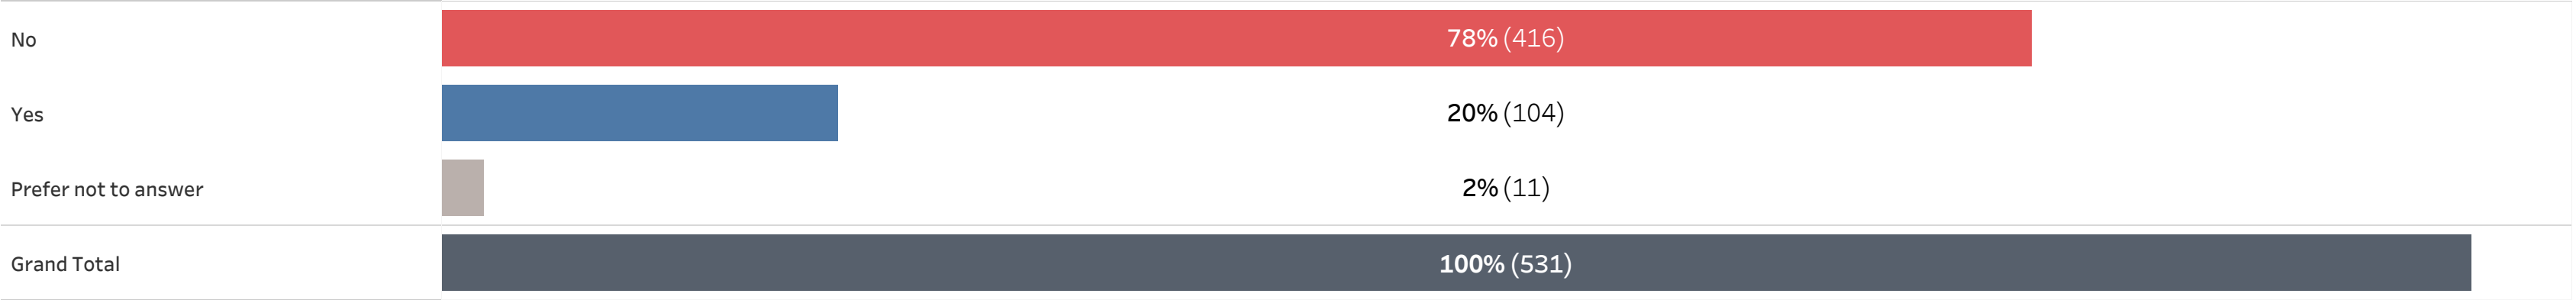 No 78% (416)
Yes 20% (104)
Prefer not to answer 2% (11)
Grand Total 100% (531)